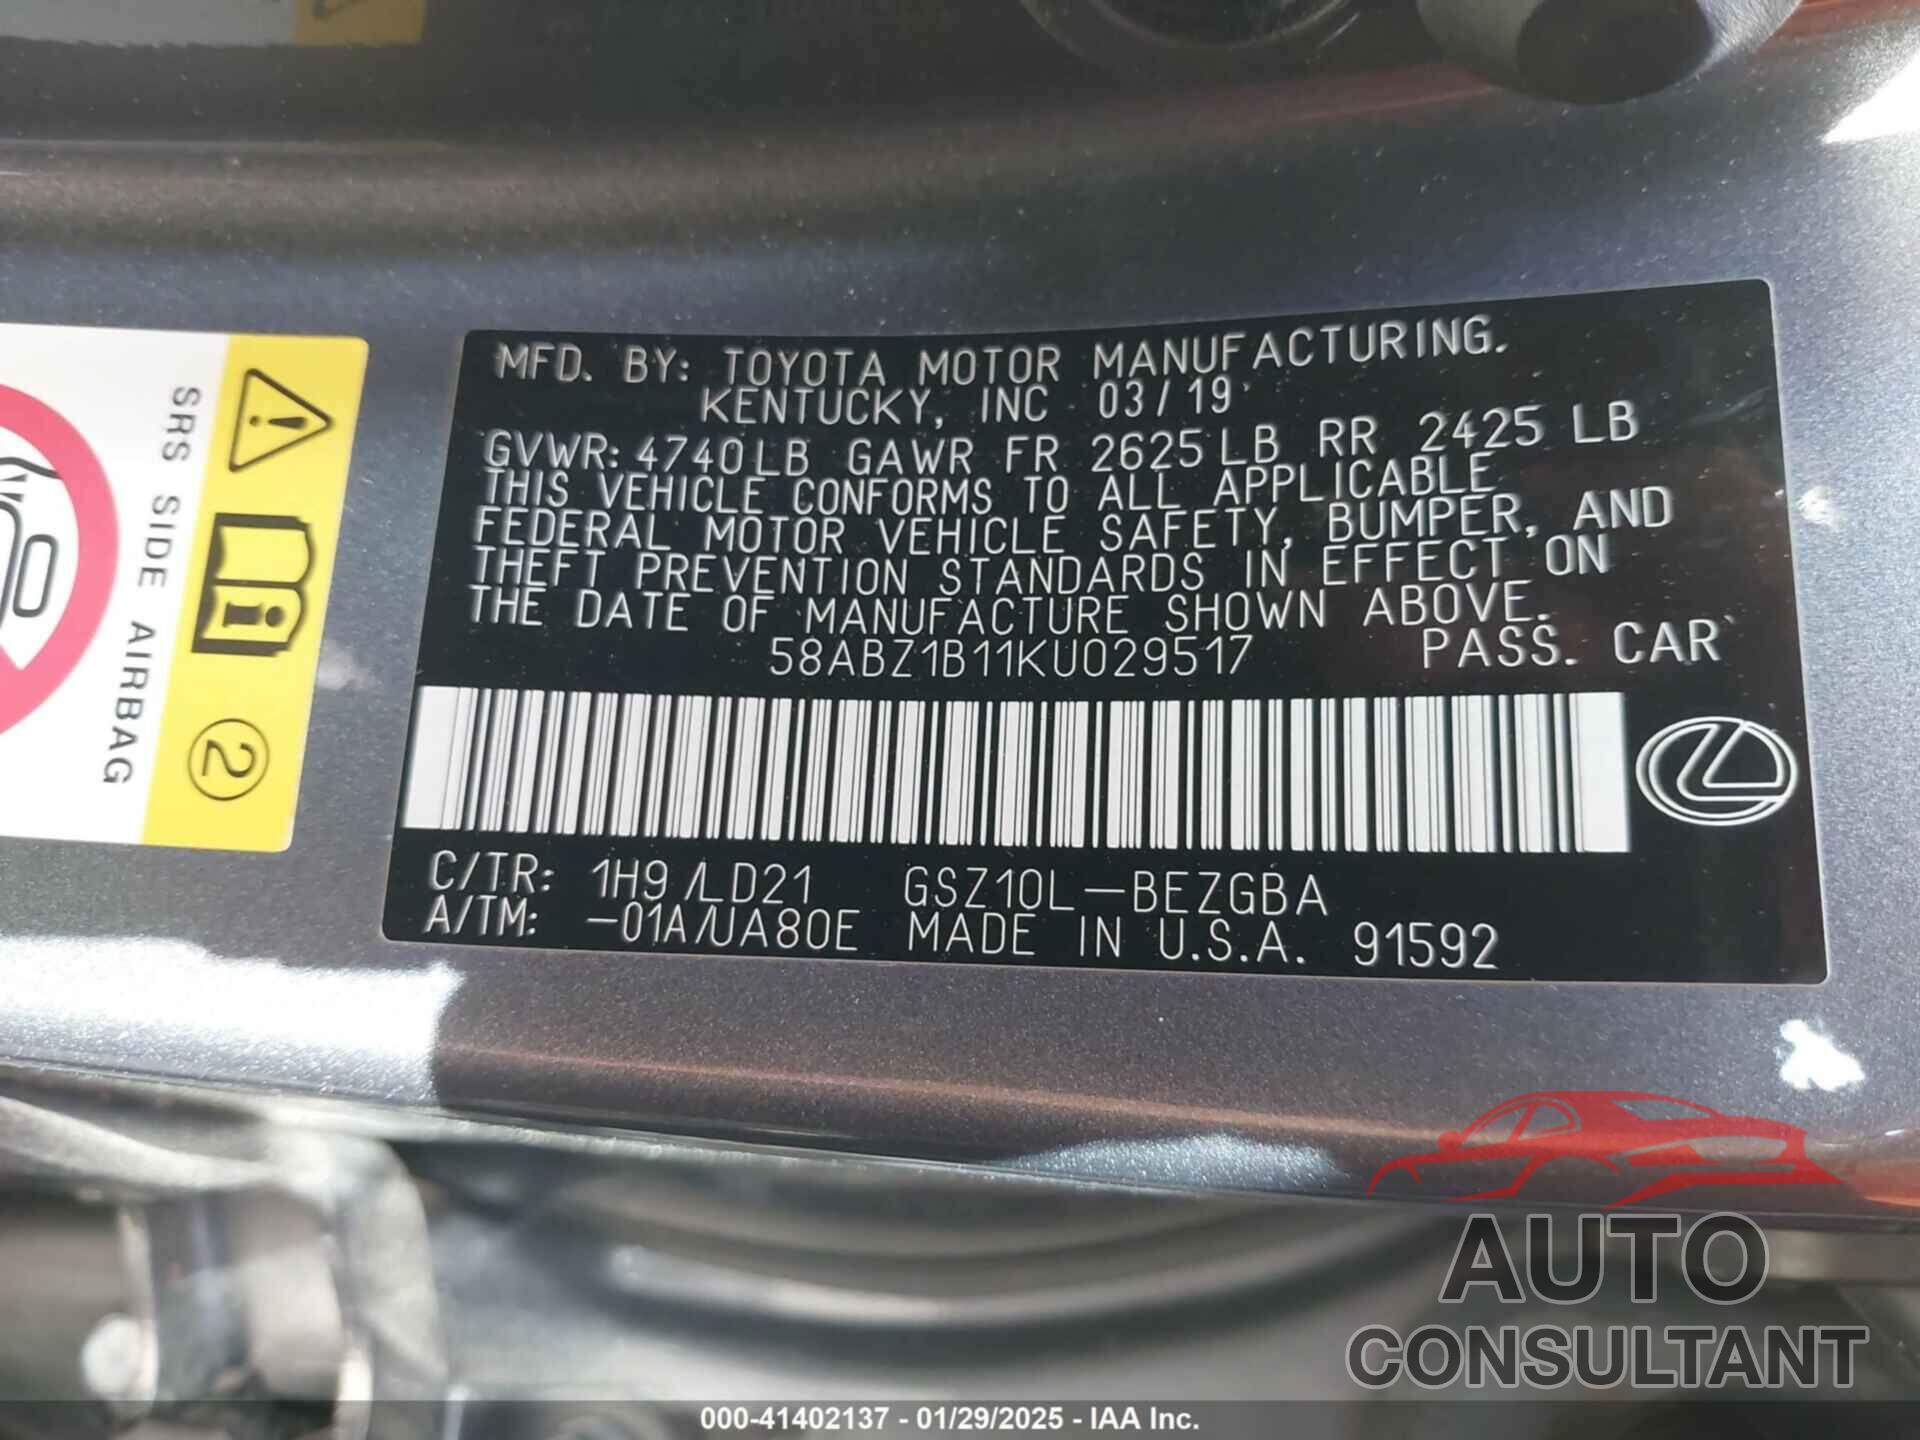 MFD. BY: TOYOTA MOTOR MANUFACTURING.
KENTUCKY, INC 03/19
GVWR: 4740LB GAWR FR 2625LB RR 2425 LB
THIS VEHICLE CONFORMS TO ALL APPLICABLE
FEDERAL MOTOR VEHICLE SAFETY, BUMPER, AND
THEFT PREVENTION STANDARDS IN EFFECT ON
THE DATE OF MANUFACTURE SHOWN ABOVE.
58ABZ1B11KU029517 PASS. CAR
C/TR: 1H9/LD21 GSZ10L-BEZGBA
A/TM: -01A/UA80E MADE IN U.S.A. 91592
SRS SIDE AIRBAG
2
AUTO
CONSULTANT
000-41402137 - 01/29/2025 - IAA Inc.